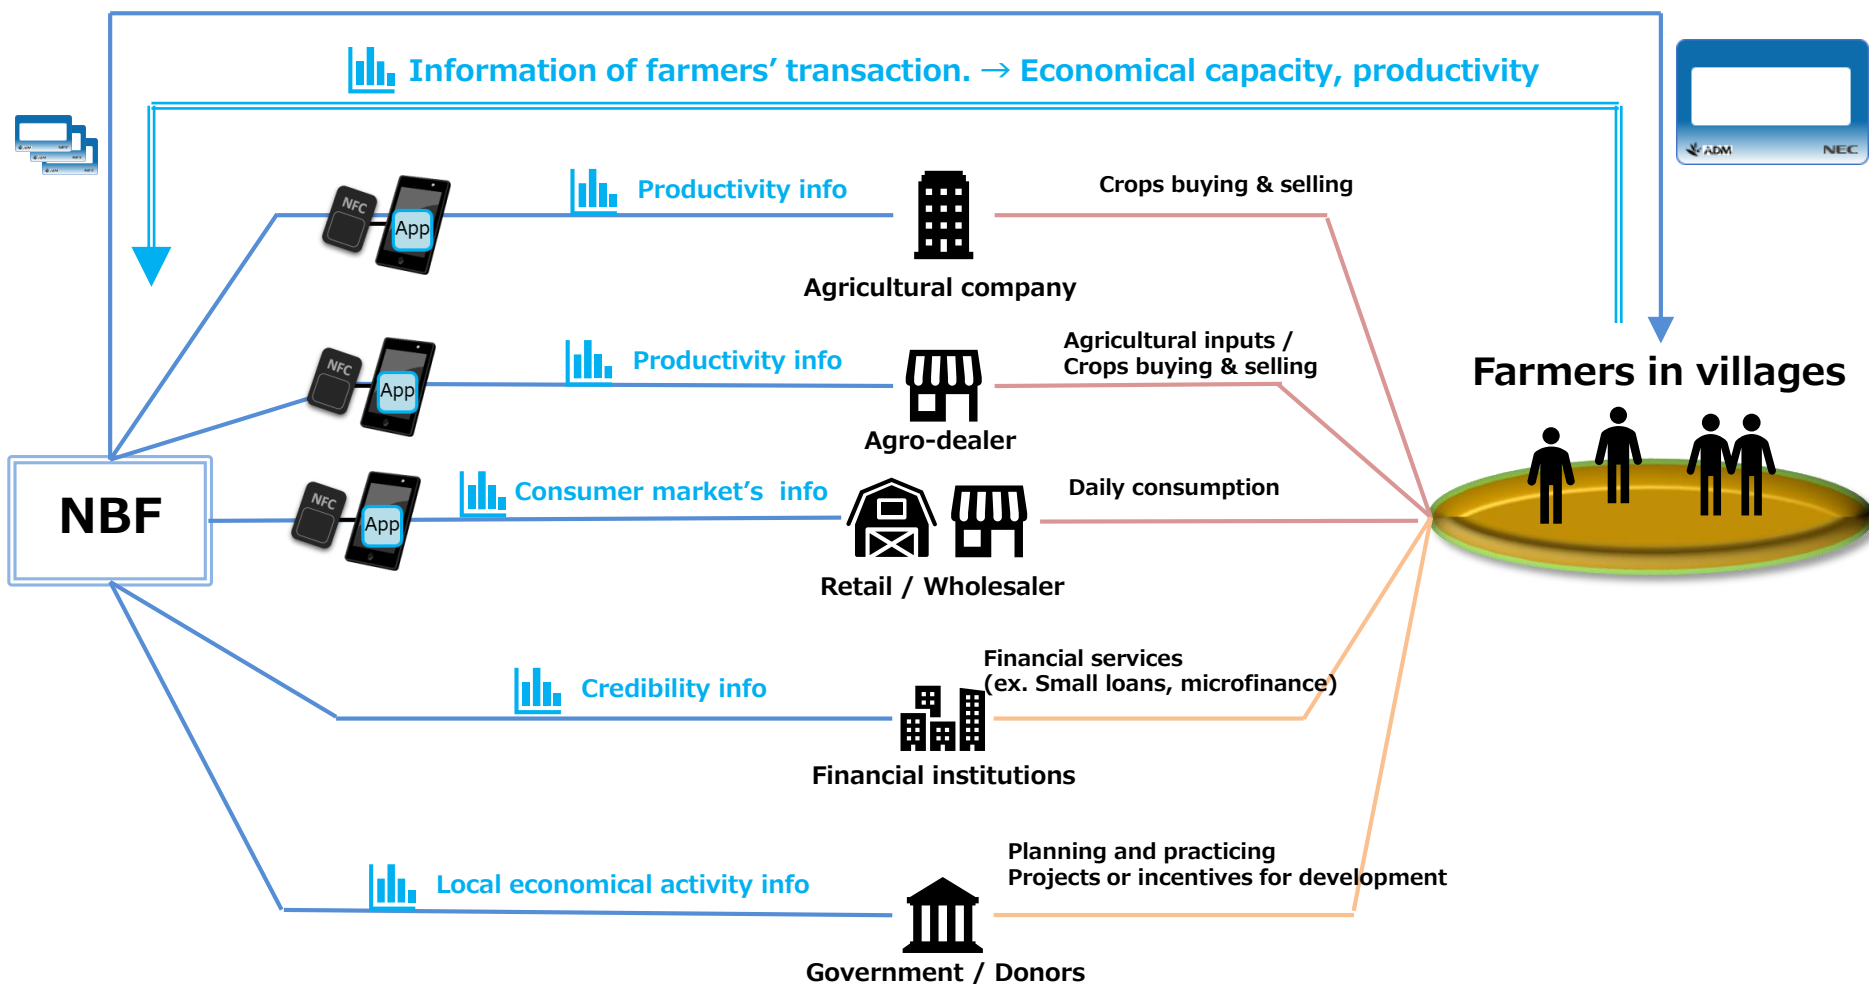 Information of farmers’ transaction. → Economical capacity, productivity
ADM NEC
ADM NEC
NFC
App
Productivity info
Crops buying & selling
Agricultural company
NFC
App
Productivity info
Agricultural inputs /
Crops buying & selling
Agro-dealer
Farmers in villages
NBF
NFC
App
Consumer market’s info
Daily consumption
Retail / Wholesaler
Credibility info
Financial services
(ex. Small loans, microfinance)
Financial institutions
Local economical activity info
Planning and practicing
Projects or incentives for development
Government / Donors